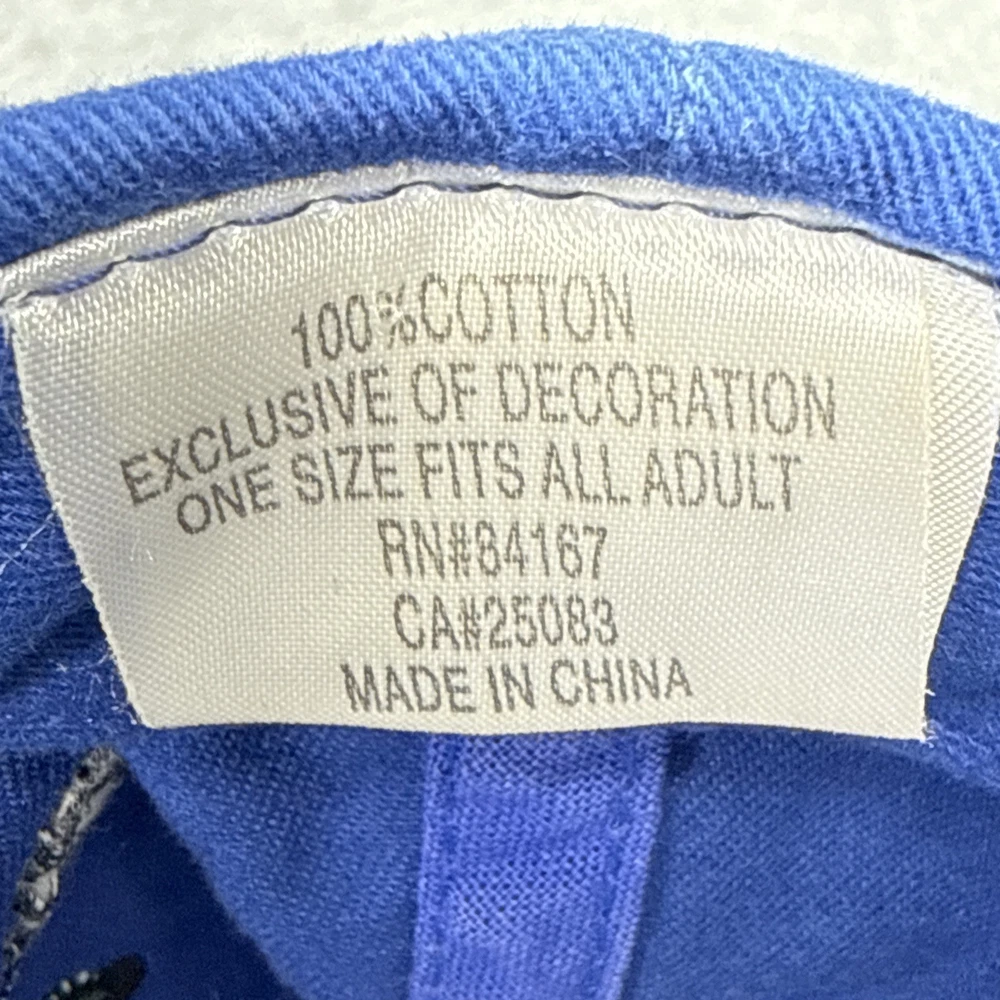 100%COTTON
EXCLUSIVE OF DECORATION
ONE SIZE FITS ALL ADULT
RN#84167
CA#25083
MADE IN CHINA